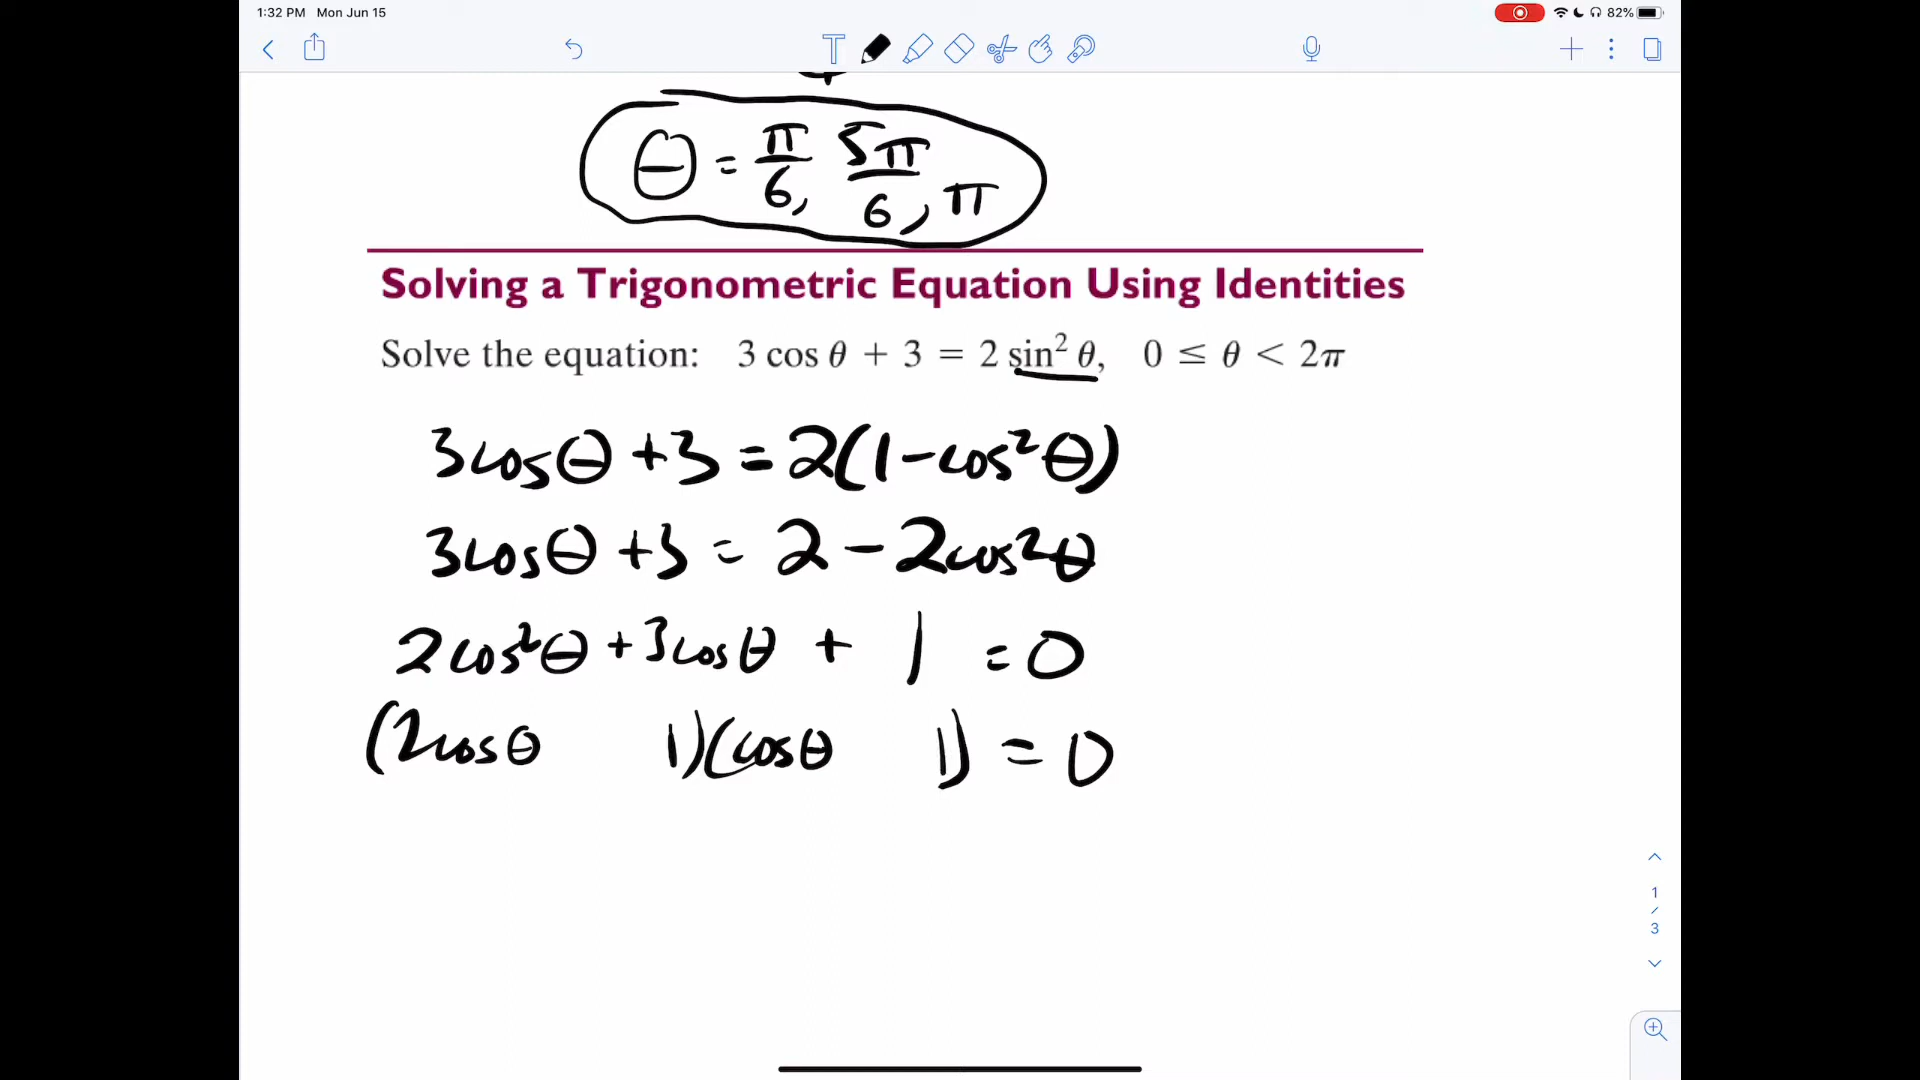 1:32 PM Mon Jun 15
82%
θ = π/6, 5π/6, π
Solving a Trigonometric Equation Using Identities
Solve the equation: 3 cos θ + 3 = 2 sin² θ, 0 ≤ θ < 2π
3cosθ + 3 = 2(1 - cos²θ)
3cosθ + 3 = 2 - 2cos²θ
2cos²θ + 3cosθ + 1 = 0
(2cosθ 1)(cosθ 1) = 0
1
/
3